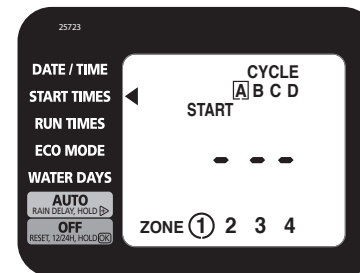 25723
DATE / TIME
START TIMES
RUN TIMES
ECO MODE
WATER DAYS
AUTO
RAIN DELAY, HOLD
OFF
RESET, 12/24H, HOLD OK
CYCLE
A B C D
START
- - -
ZONE 1 2 3 4